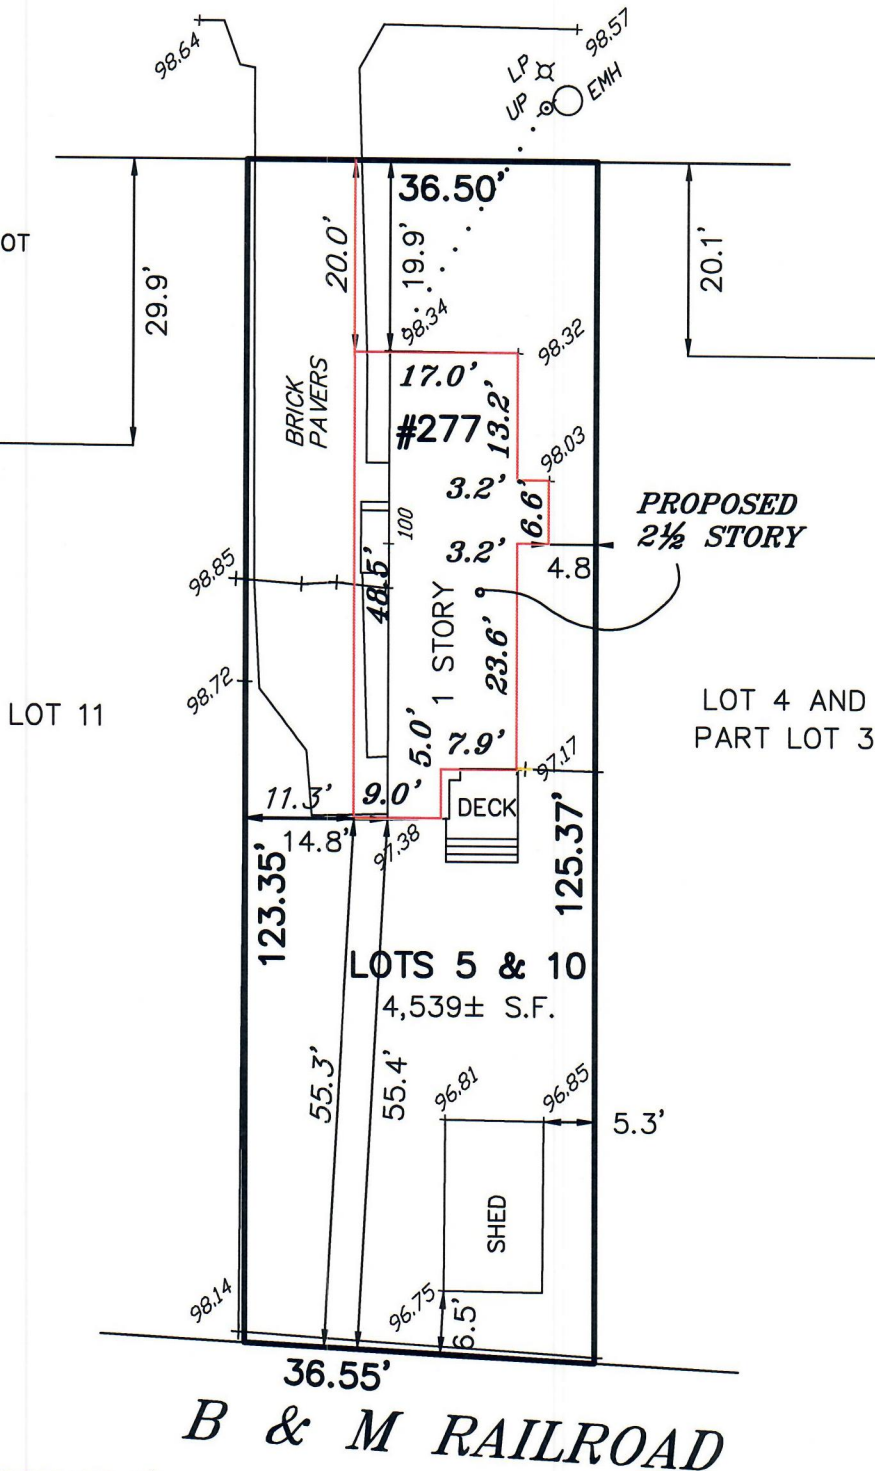 98.64
98.57
LP
UP
EMH
36.50'
OT
29.9'
20.0'
19.9'
20.1'
98.34
98.32
17.0'
BRICK
PAVERS
#277
13.2'
98.03
3.2'
6.6'
PROPOSED
2½ STORY
100
3.2'
4.8
98.85
48.5'
1 STORY
23.6'
98.72
LOT 11
LOT 4 AND
PART LOT 3
5.0'
7.9'
97.17
11.3'
9.0'
DECK
14.8'
97.38
123.35'
125.37'
LOTS 5 & 10
4,539± S.F.
55.3'
55.4'
96.81
96.85
5.3'
SHED
98.14
96.75
6.5'
36.55'
B & M RAILROAD